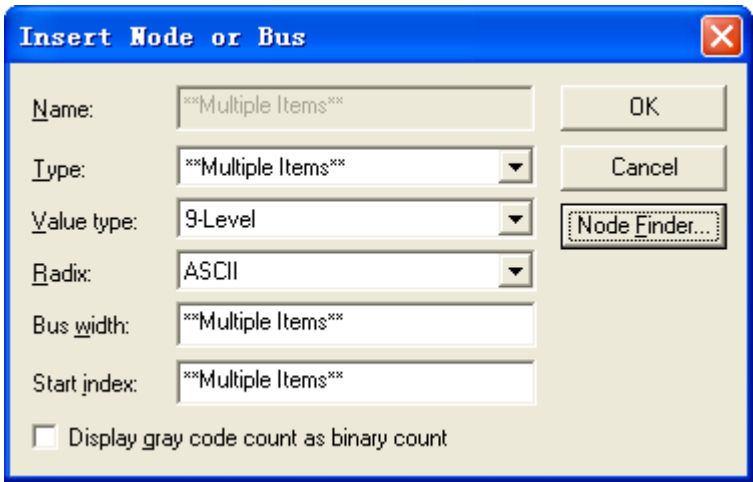 Insert Node or Bus
Name: **Multiple Items** OK
Type: **Multiple Items** Cancel
Value type: 9-Level Node Finder...
Radix: ASCII
Bus width: **Multiple Items**
Start index: **Multiple Items**
Display gray code count as binary count